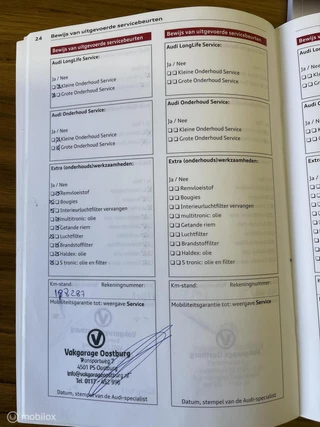 24 Bewijs van uitgevoerde servicebeurten
Bewijs van uitgevoerde servicebeurten
Audi LongLife Service:
Ja / Nee
Kleine Onderhoud Service
Grote Onderhoud Service
Audi Onderhoud Service:
Ja / Nee
Kleine Onderhoud Service
Grote Onderhoud Service
Extra (onderhouds)werkzaamheden:
Ja / Nee
Remvloeistof
Bougies
Interieurluchtfilter vervangen
multitronic: olie
Getande riem
Luchtfilter
Brandstoffilter
Haldex: olie
S tronic: olie en filter
Km-stand: Rekeningnummer:
Mobiliteitsgarantie tot: weergave Service
Vakgarage Oostburg
4501 PS Oostburg
Datum, stempel van de Audi-specialist
Bewijs van uitgevoerde servicebeurten
Audi LongLife Service:
Ja / Nee
Kleine Onderhoud Service
Grote Onderhoud Service
Audi Onderhoud Service:
Ja / Nee
Kleine Onderhoud Service
Grote Onderhoud Service
Extra (onderhouds)werkzaamheden:
Ja / Nee
Remvloeistof
Bougies
Interieurluchtfilter vervangen
multitronic: olie
Getande riem
Luchtfilter
Brandstoffilter
Haldex: olie
S tronic: olie en filter
Km-stand: Rekeningnummer:
Mobiliteitsgarantie tot: weergave Service
Datum, stempel van de Audi-specialist
mobilox